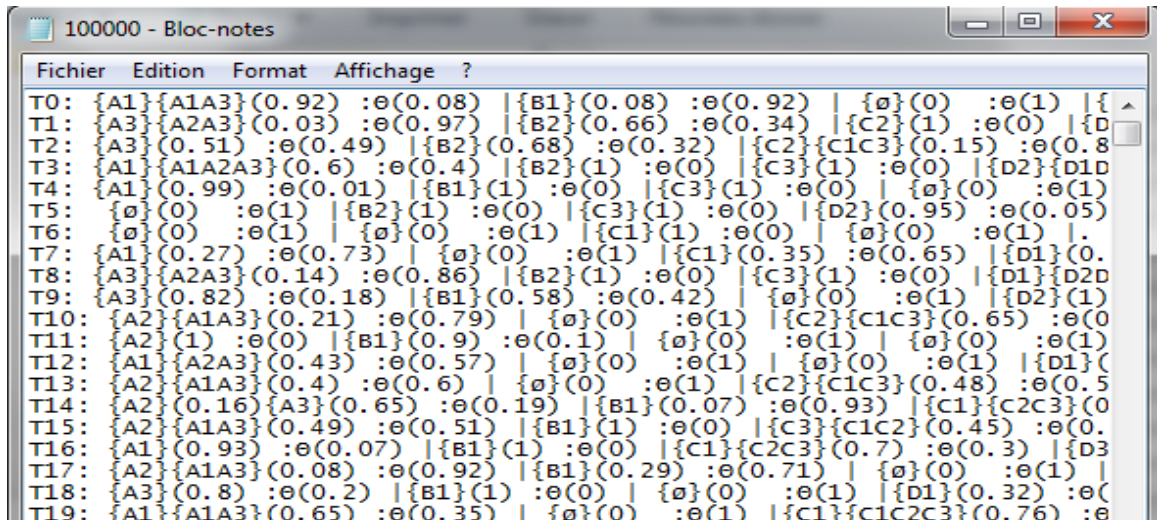 100000 - Bloc-notes
Fichier Edition Format Affichage ?
T0: {A1}{A1A3}(0.92) :Θ(0.08) |{B1}(0.08) :Θ(0.92) | {ø}(0) :Θ(1) |{
T1: {A3}{A2A3}(0.03) :Θ(0.97) |{B2}(0.66) :Θ(0.34) |{C2}(1) :Θ(0) |{D
T2: {A3}(0.51) :Θ(0.49) |{B2}(0.68) :Θ(0.32) |{C2}{C1C3}(0.15) :Θ(0.8
T3: {A1}{A1A2A3}(0.6) :Θ(0.4) |{B2}(1) :Θ(0) |{C3}(1) :Θ(0) |{D2}{D1D
T4: {A1}(0.99) :Θ(0.01) |{B1}(1) :Θ(0) |{C3}(1) :Θ(0) | {ø}(0) :Θ(1)
T5: {ø}(0) :Θ(1) |{B2}(1) :Θ(0) |{C3}(1) :Θ(0) |{D2}(0.95) :Θ(0.05)
T6: {ø}(0) :Θ(1) | {ø}(0) :Θ(1) |{C1}(1) :Θ(0) | {ø}(0) :Θ(1) |.
T7: {A1}(0.27) :Θ(0.73) | {ø}(0) :Θ(1) |{C1}(0.35) :Θ(0.65) |{D1}(0.
T8: {A3}{A2A3}(0.14) :Θ(0.86) |{B2}(1) :Θ(0) |{C3}(1) :Θ(0) |{D1}{D2D
T9: {A3}(0.82) :Θ(0.18) |{B1}(0.58) :Θ(0.42) | {ø}(0) :Θ(1) |{D2}(1)
T10: {A2}{A1A3}(0.21) :Θ(0.79) | {ø}(0) :Θ(1) |{C2}{C1C3}(0.65) :Θ(0
T11: {A2}(1) :Θ(0) |{B1}(0.9) :Θ(0.1) | {ø}(0) :Θ(1) | {ø}(0) :Θ(1)
T12: {A1}{A2A3}(0.43) :Θ(0.57) | {ø}(0) :Θ(1) | {ø}(0) :Θ(1) |{D1}(
T13: {A2}{A1A3}(0.4) :Θ(0.6) | {ø}(0) :Θ(1) |{C2}{C1C3}(0.48) :Θ(0.5
T14: {A2}(0.16){A3}(0.65) :Θ(0.19) |{B1}(0.07) :Θ(0.93) |{C1}{C2C3}(0
T15: {A2}{A1A3}(0.49) :Θ(0.51) |{B1}(1) :Θ(0) |{C3}{C1C2}(0.45) :Θ(0.
T16: {A1}(0.93) :Θ(0.07) |{B1}(1) :Θ(0) |{C1}{C2C3}(0.7) :Θ(0.3) |{D3
T17: {A2}{A1A3}(0.08) :Θ(0.92) |{B1}(0.29) :Θ(0.71) | {ø}(0) :Θ(1) |
T18: {A3}(0.8) :Θ(0.2) |{B1}(1) :Θ(0) | {ø}(0) :Θ(1) |{D1}(0.32) :Θ(
T19: {A1}{A1A3}(0.65) :Θ(0.35) | {ø}(0) :Θ(1) |{C1}{C1C2C3}(0.76) :Θ